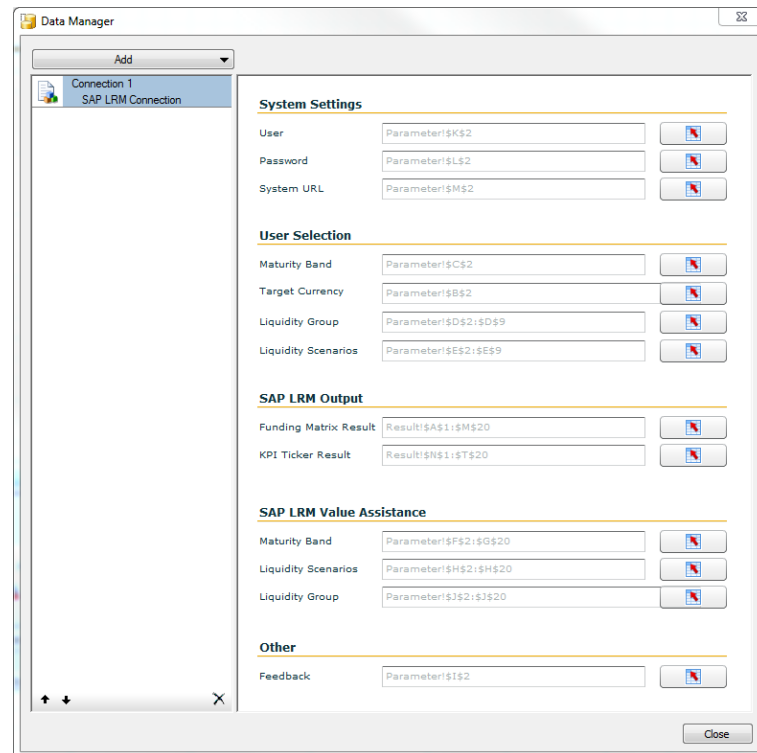 Data Manager
Add
Connection 1
SAP LRM Connection
System Settings
User Parameter!$K$2
Password Parameter!$L$2
System URL Parameter!$M$2
User Selection
Maturity Band Parameter!$C$2
Target Currency Parameter!$B$2
Liquidity Group Parameter!$D$2:$D$9
Liquidity Scenarios Parameter!$E$2:$E$9
SAP LRM Output
Funding Matrix Result Result!$A$1:$M$20
KPI Ticker Result Result!$N$1:$T$20
SAP LRM Value Assistance
Maturity Band Parameter!$F$2:$G$20
Liquidity Scenarios Parameter!$H$2:$H$20
Liquidity Group Parameter!$J$2:$J$20
Other
Feedback Parameter!$I$2
Close